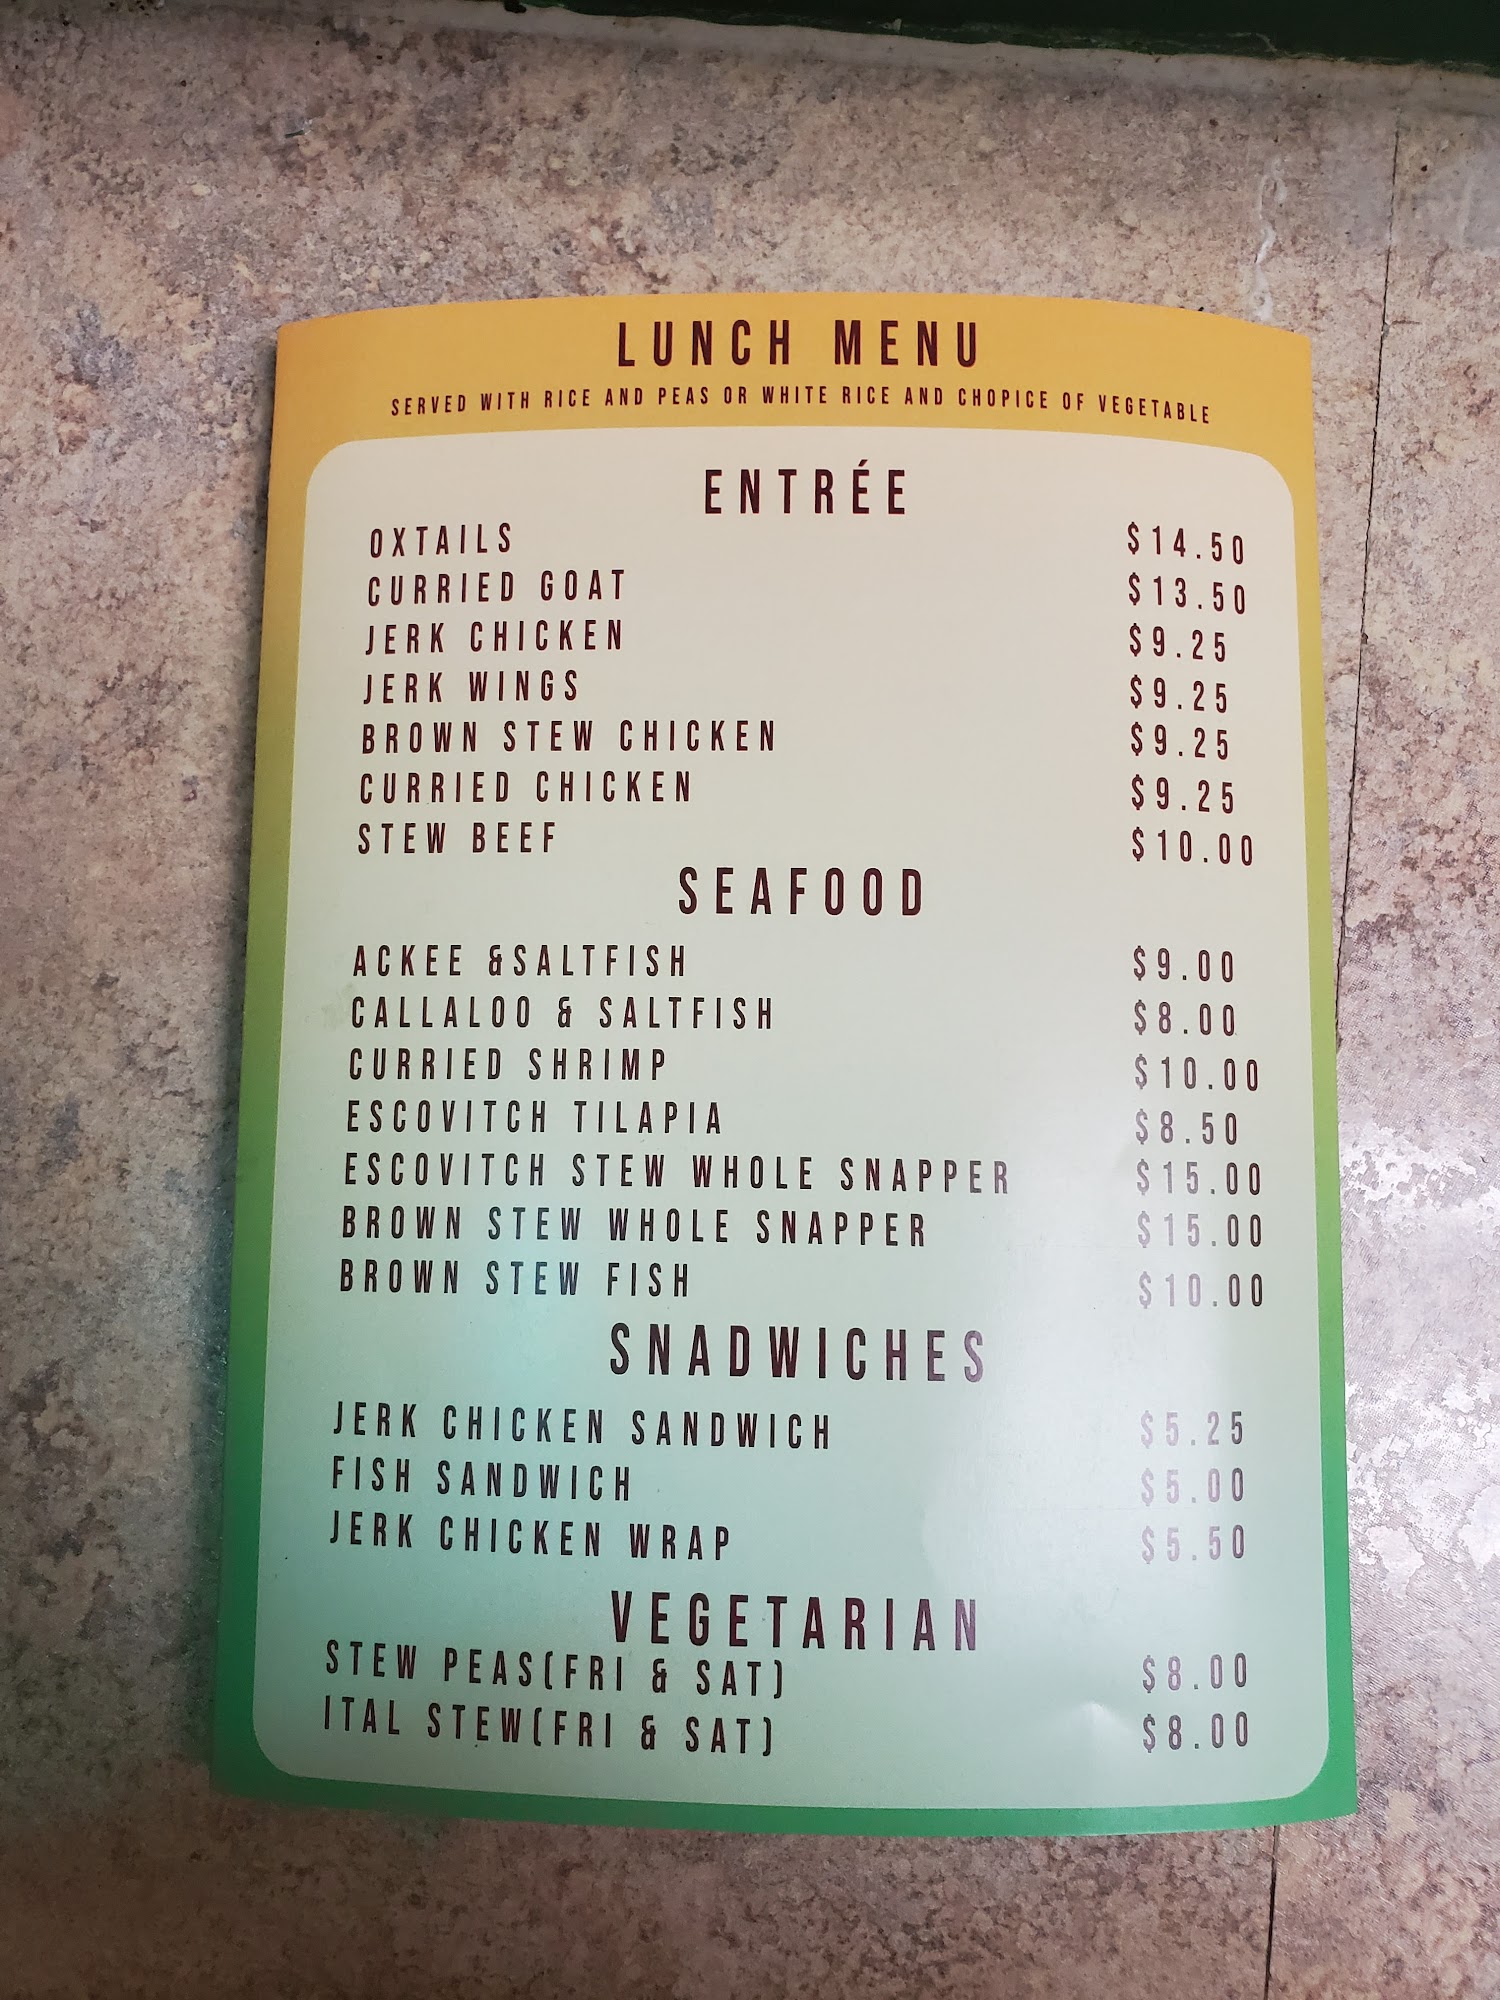 LUNCH MENU
SERVED WITH RICE AND PEAS OR WHITE RICE AND CHOPICE OF VEGETABLE
ENTRÉE
OXTAILS $14.50
CURRIED GOAT $13.50
JERK CHICKEN $9.25
JERK WINGS $9.25
BROWN STEW CHICKEN $9.25
CURRIED CHICKEN $9.25
STEW BEEF $10.00
SEAFOOD
ACKEE &SALTFISH $9.00
CALLALOO & SALTFISH $8.00
CURRIED SHRIMP $10.00
ESCOVITCH TILAPIA $8.50
ESCOVITCH STEW WHOLE SNAPPER $15.00
BROWN STEW WHOLE SNAPPER $15.00
BROWN STEW FISH $10.00
SNADWICHES
JERK CHICKEN SANDWICH $5.25
FISH SANDWICH $5.00
JERK CHICKEN WRAP $5.50
VEGETARIAN
STEW PEAS(FRI & SAT) $8.00
ITAL STEW(FRI & SAT) $8.00